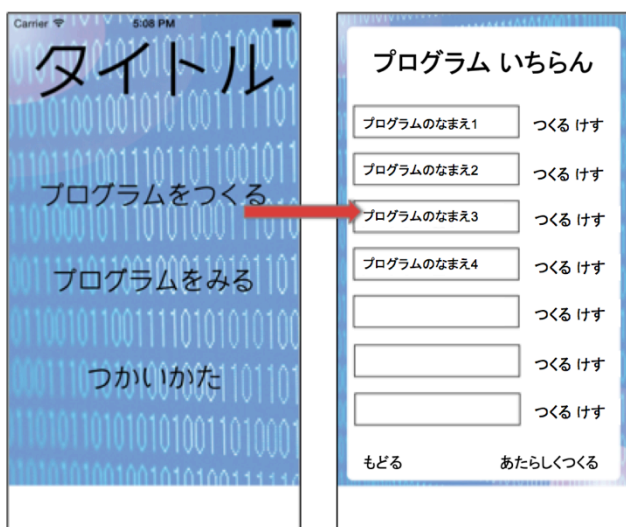 Carrier 5:08 PM
タイトル
プログラムをつくる
プログラムをみる
つかいかた
プログラム いちらん
プログラムのなまえ1 つくる けす
プログラムのなまえ2 つくる けす
プログラムのなまえ3 つくる けす
プログラムのなまえ4 つくる けす
つくる けす
つくる けす
つくる けす
もどる あたらしくつくる